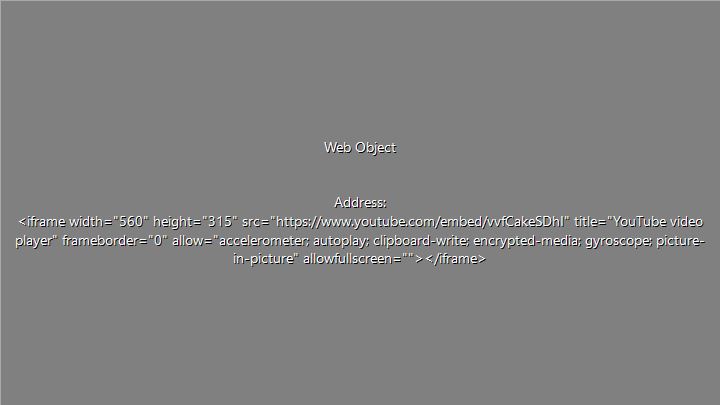 Web Object
Address:
<iframe width="560" height="315" src="https://www.youtube.com/embed/vvfCakeSDhI" title="YouTube video
player" frameborder="0" allow="accelerometer; autoplay; clipboard-write; encrypted-media; gyroscope; picture-
in-picture" allowfullscreen=""></iframe>